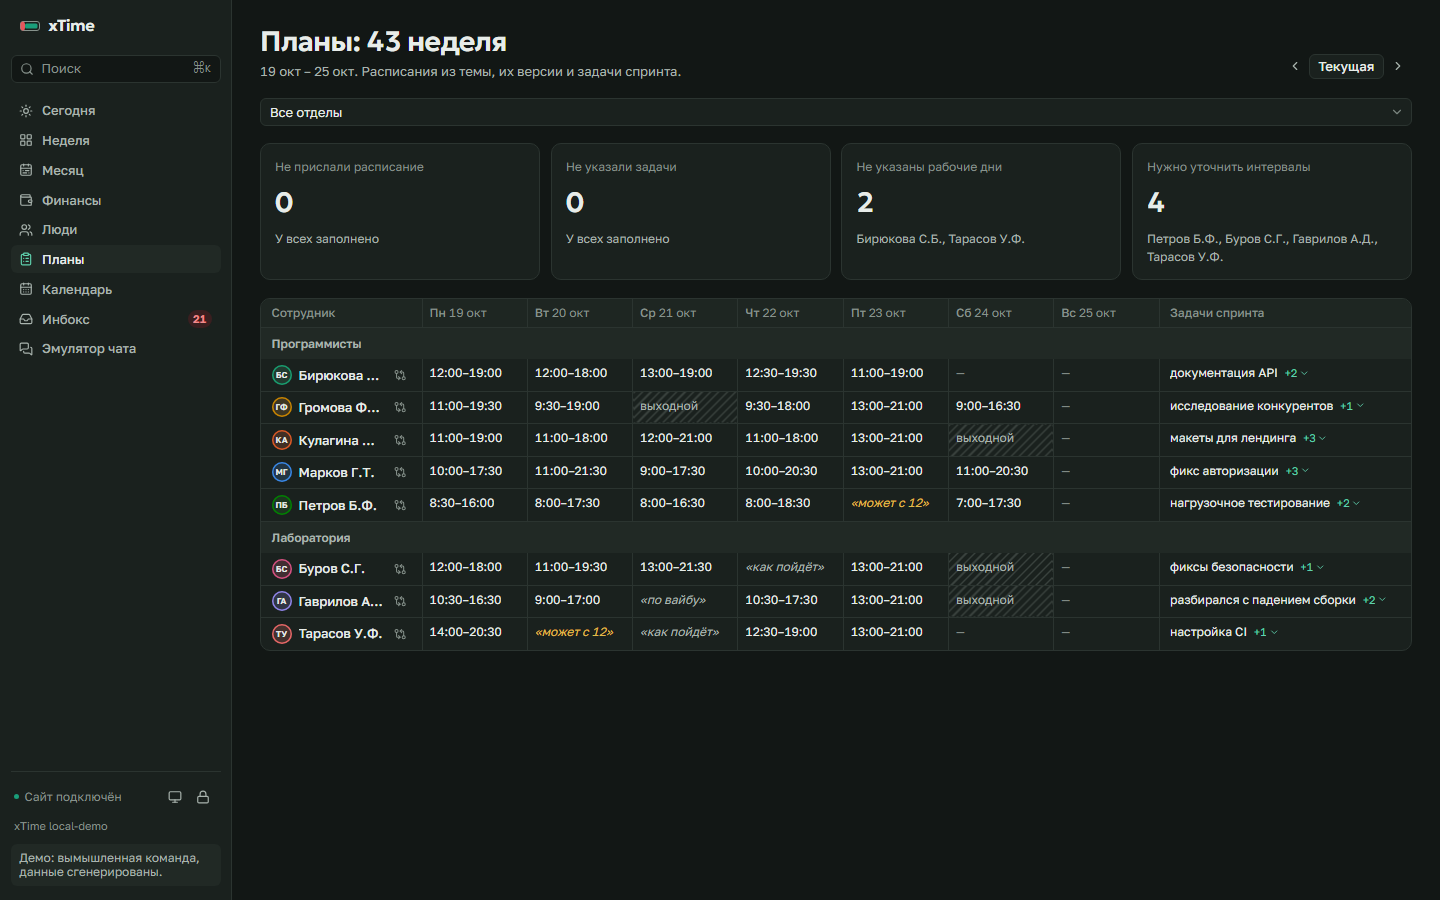 xTime
Поиск ⌘K
Сегодня
Неделя
Месяц
Финансы
Люди
Планы
Календарь
Инбокс 21
Эмулятор чата
Сайт подключён
xTime local-demo
Демо: вымышленная команда,
данные сгенерированы.
Планы: 43 неделя
19 окт – 25 окт. Расписания из темы, их версии и задачи спринта.
Текущая
Все отделы
Не прислали расписание
0
У всех заполнено
Не указали задачи
0
У всех заполнено
Не указаны рабочие дни
2
Бирюкова С.Б., Тарасов У.Ф.
Нужно уточнить интервалы
4
Петров Б.Ф., Буров С.Г., Гаврилов А.Д.,
Тарасов У.Ф.
Сотрудник Пн 19 окт Вт 20 окт Ср 21 окт Чт 22 окт Пт 23 окт Сб 24 окт Вс 25 окт Задачи спринта
Программисты
БС Бирюкова ... 12:00–19:00 12:00–18:00 13:00–19:00 12:30–19:30 11:00–19:00 — — документация API +2
ГФ Громова Ф... 11:00–19:30 9:30–19:00 выходной 9:30–18:00 13:00–21:00 9:00–16:30 — исследование конкурентов +1
КА Кулагина ... 11:00–19:00 11:00–18:00 12:00–21:00 11:00–18:00 13:00–21:00 выходной — макеты для лендинга +3
МГ Марков Г.Т. 10:00–17:30 11:00–21:30 9:00–17:30 10:00–20:30 13:00–21:00 11:00–20:30 — фикс авторизации +3
ПБ Петров Б.Ф. 8:30–16:00 8:00–17:30 8:00–16:30 8:00–18:30 «может с 12» 7:00–17:30 — нагрузочное тестирование +2
Лаборатория
БС Буров С.Г. 12:00–18:00 11:00–19:30 13:00–21:30 «как пойдёт» 13:00–21:00 выходной — фиксы безопасности +1
ГА Гаврилов А... 10:30–16:30 9:00–17:00 «по вайбу» 10:30–17:30 13:00–21:00 выходной — разбирался с падением сборки +2
ТУ Тарасов У.Ф. 14:00–20:30 «может с 12» «как пойдёт» 12:30–19:00 13:00–21:00 — — настройка CI +1